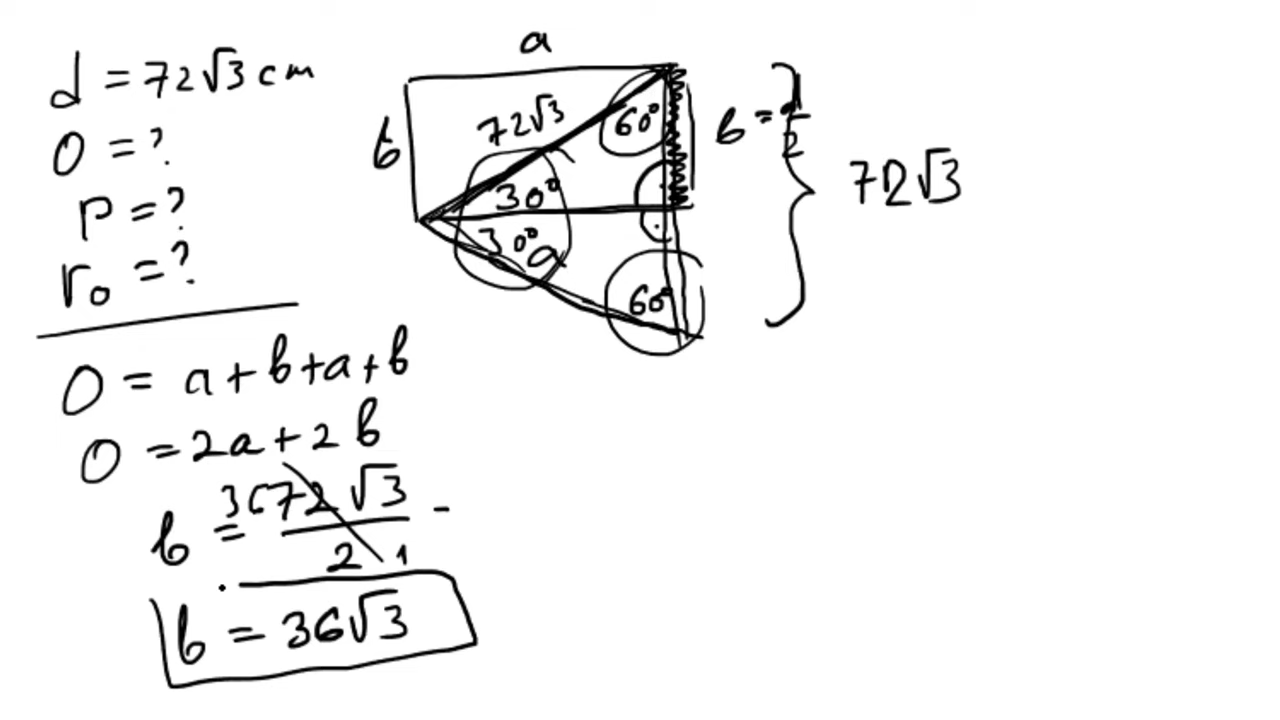 d = 72√3 cm
O = ?
P = ?
r₀ = ?
O = a + b + a + b
O = 2a + 2b
b = 36 72√3 / 2 1 -
b = 36√3
a
b
72√3
60°
30°
30°
a
60°
b = d/2
72√3